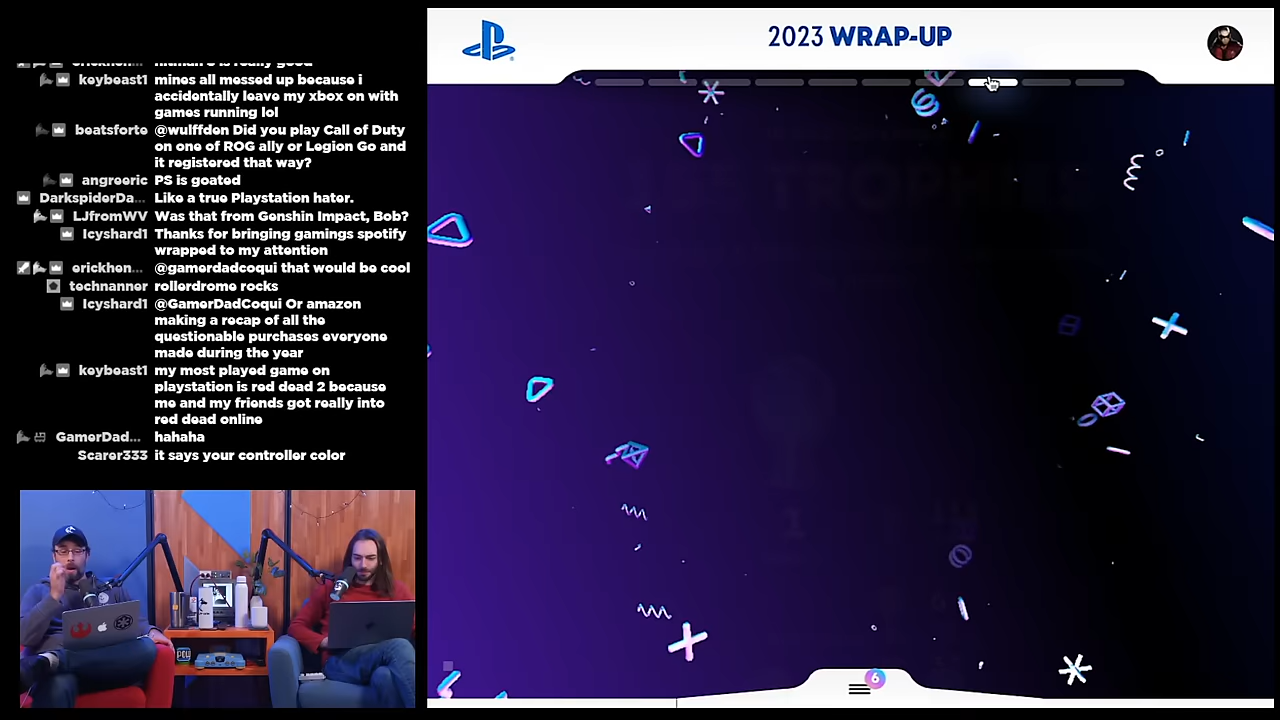 2023 WRAP-UP
keybeast1 mines all messed up because i
accidentally leave my xbox on with
games running lol
beatsforte @wulffden Did you play Call of Duty
on one of ROG ally or Legion Go and
it registered that way?
angreeric PS is goated
DarkspiderDa... Like a true Playstation hater.
LJfromWV Was that from Genshin Impact, Bob?
Icyshard1 Thanks for bringing gamings spotify
wrapped to my attention
erickhen... @gamerdadcoqui that would be cool
technanner rollerdrome rocks
Icyshard1 @GamerDadCoqui Or amazon
making a recap of all the
questionable purchases everyone
made during the year
keybeast1 my most played game on
playstation is red dead 2 because
me and my friends got really into
red dead online
GamerDad... hahaha
Scarer333 it says your controller color
TROPHIES
6